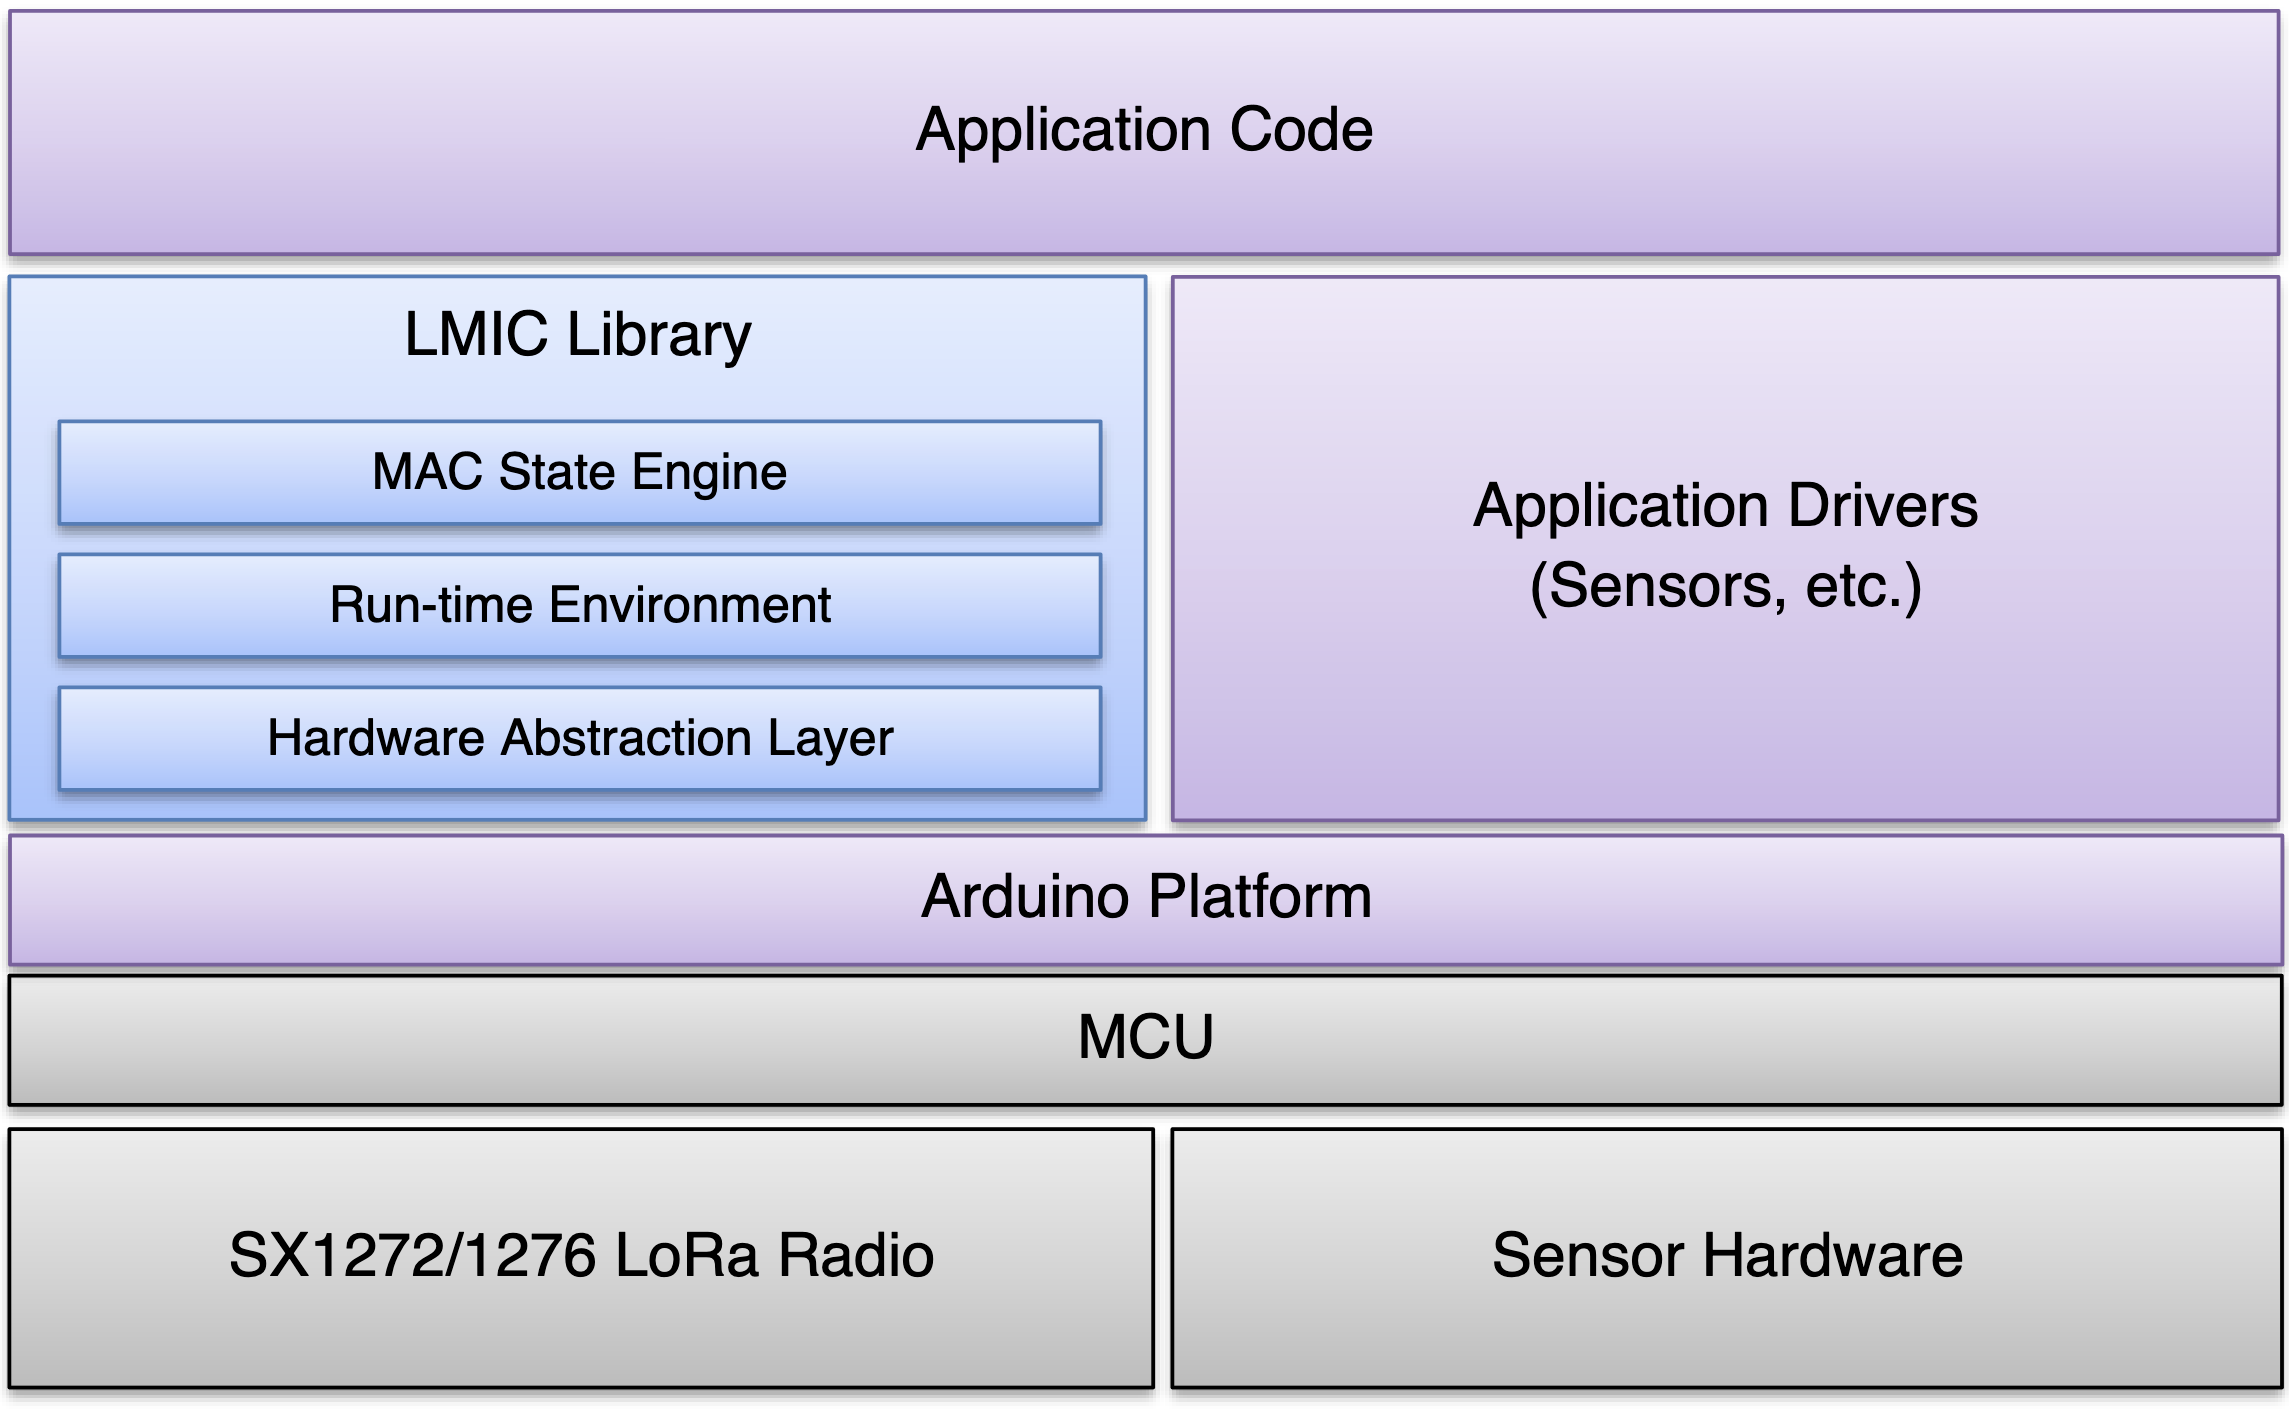 Application Code
LMIC Library
MAC State Engine
Run-time Environment
Hardware Abstraction Layer
Application Drivers
(Sensors, etc.)
Arduino Platform
MCU
SX1272/1276 LoRa Radio
Sensor Hardware